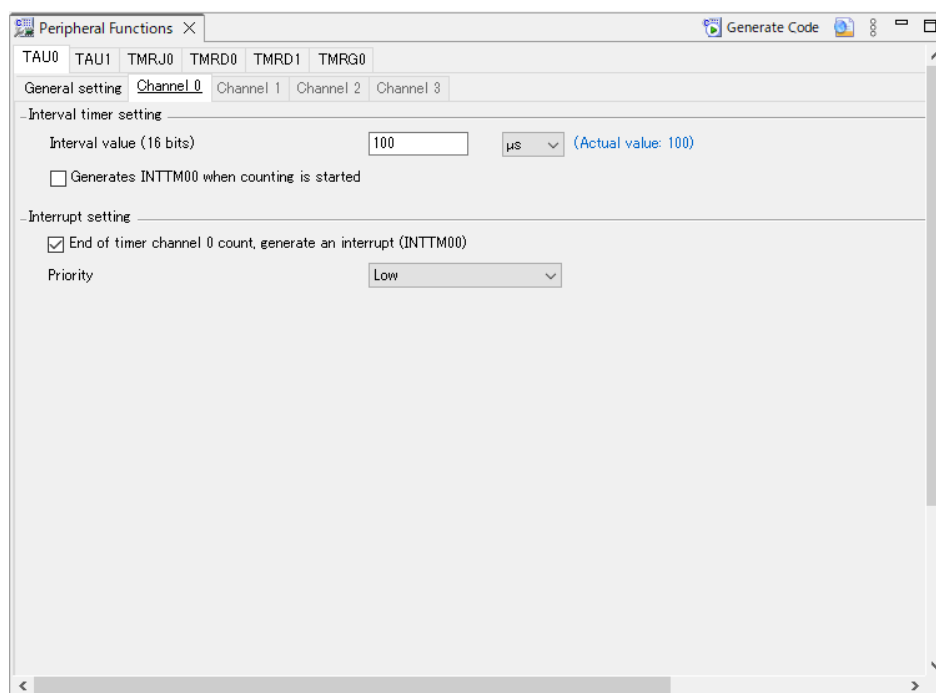 Peripheral Functions
Generate Code
TAU0 TAU1 TMRJ0 TMRD0 TMRD1 TMRG0
General setting Channel 0 Channel 1 Channel 2 Channel 3
Interval timer setting
Interval value (16 bits) 100 µs (Actual value: 100)
Generates INTTM00 when counting is started
Interrupt setting
End of timer channel 0 count, generate an interrupt (INTTM00)
Priority Low